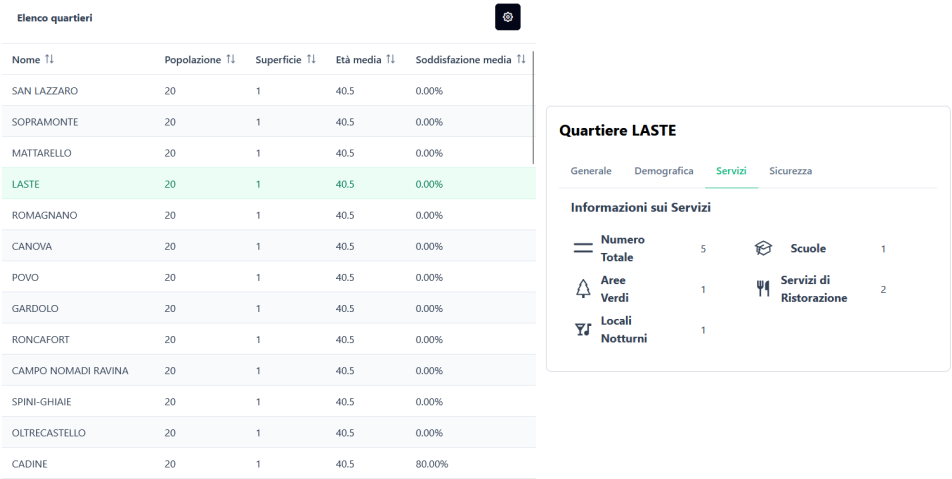 Elenco quartieri
Nome Popolazione Superficie Età media Soddisfazione media
SAN LAZZARO 20 1 40.5 0.00%
SOPRAMONTE 20 1 40.5 0.00%
MATTARELLO 20 1 40.5 0.00%
LASTE 20 1 40.5 0.00%
ROMAGNANO 20 1 40.5 0.00%
CANOVA 20 1 40.5 0.00%
POVO 20 1 40.5 0.00%
GARDOLO 20 1 40.5 0.00%
RONCAFORT 20 1 40.5 0.00%
CAMPO NOMADI RAVINA 20 1 40.5 0.00%
SPINI-GHIAIE 20 1 40.5 0.00%
OLTRECASTELLO 20 1 40.5 0.00%
CADINE 20 1 40.5 80.00%
Quartiere LASTE
Generale Demografica Servizi Sicurezza
Informazioni sui Servizi
Numero
Totale 5
Scuole 1
Aree
Verdi 1
Servizi di
Ristorazione 2
Locali
Notturni 1